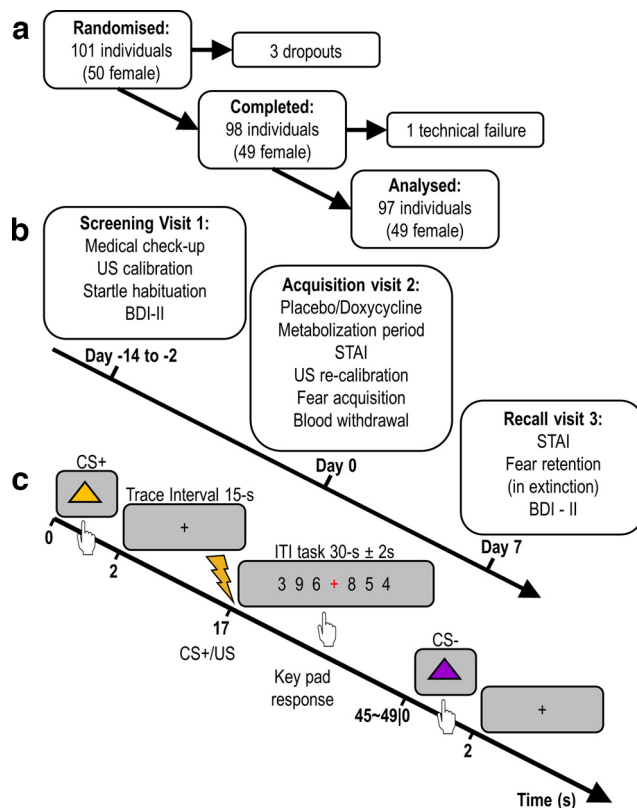 a
Randomised:
101 individuals
(50 female)
3 dropouts
Completed:
98 individuals
(49 female)
1 technical failure
Analysed:
97 individuals
(49 female)
b
Screening Visit 1:
Medical check-up
US calibration
Startle habituation
BDI-II
Day -14 to -2
Acquisition visit 2:
Placebo/Doxycycline
Metabolization period
STAI
US re-calibration
Fear acquisition
Blood withdrawal
Day 0
Recall visit 3:
STAI
Fear retention
(in extinction)
BDI - II
Day 7
c
CS+
0
2
Trace Interval 15-s
+
17
CS+/US
ITI task 30-s ± 2s
3 9 6 + 8 5 4
Key pad
response
45~49|0
CS-
2
+
Time (s)